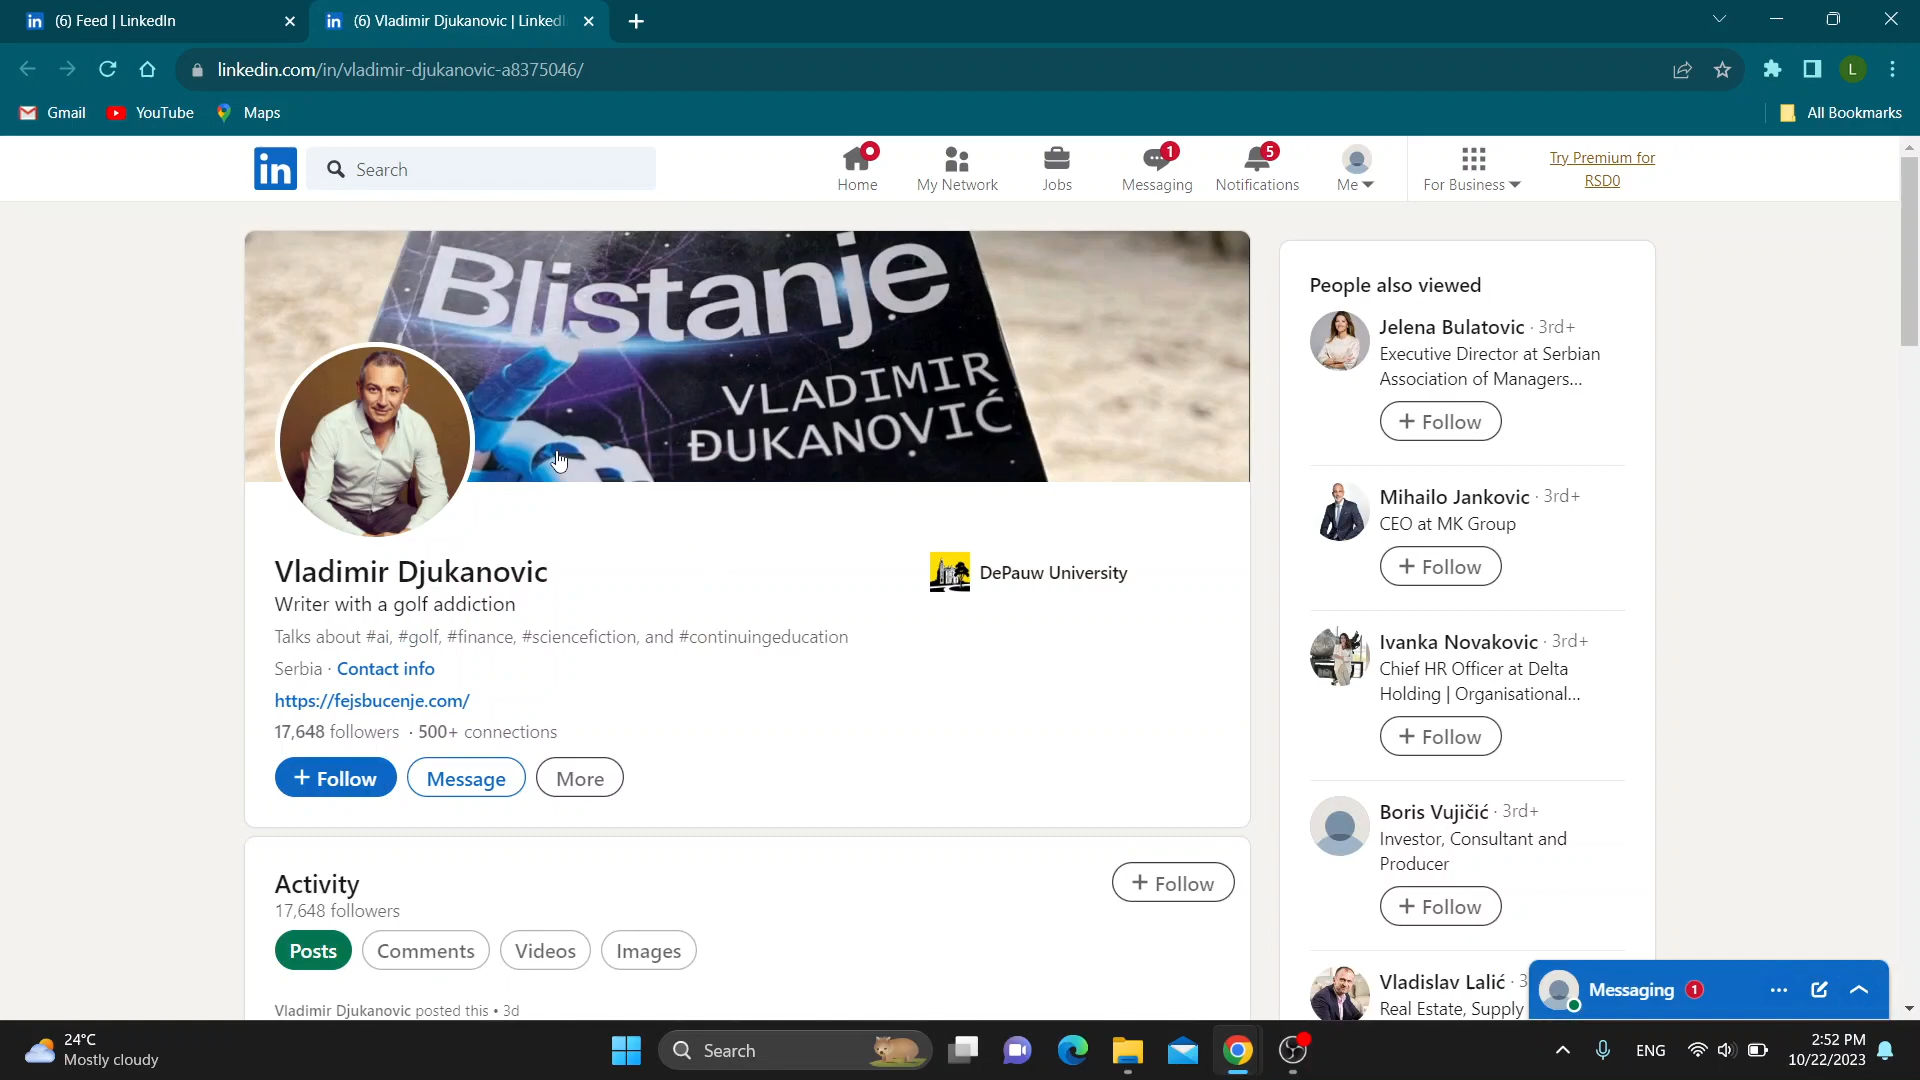 (6) Feed | LinkedIn
(6) Vladimir Djukanovic | LinkedI
linkedin.com/in/vladimir-djukanovic-a8375046/
L
Gmail
YouTube
Maps
All Bookmarks
in
Search
Home
My Network
Jobs
1
Messaging
5
Notifications
Me
For Business
Try Premium for
RSD0
Blistanje
VLADIMIR
ĐUKANOVIĆ
Vladimir Djukanovic
Writer with a golf addiction
Talks about #ai, #golf, #finance, #sciencefiction, and #continuingeducation
Serbia · Contact info
https://fejsbucenje.com/
17,648 followers · 500+ connections
+ Follow
Message
More
DePauw University
Activity
17,648 followers
+ Follow
Posts
Comments
Videos
Images
Vladimir Djukanovic posted this • 3d
People also viewed
Jelena Bulatovic · 3rd+
Executive Director at Serbian
Association of Managers...
+ Follow
Mihailo Jankovic · 3rd+
CEO at MK Group
+ Follow
Ivanka Novakovic · 3rd+
Chief HR Officer at Delta
Holding | Organisational...
+ Follow
Boris Vujičić · 3rd+
Investor, Consultant and
Producer
+ Follow
Vladislav Lalić · 3
Real Estate, Supply
Messaging 1
24°C
Mostly cloudy
Search
ENG
2:52 PM
10/22/2023